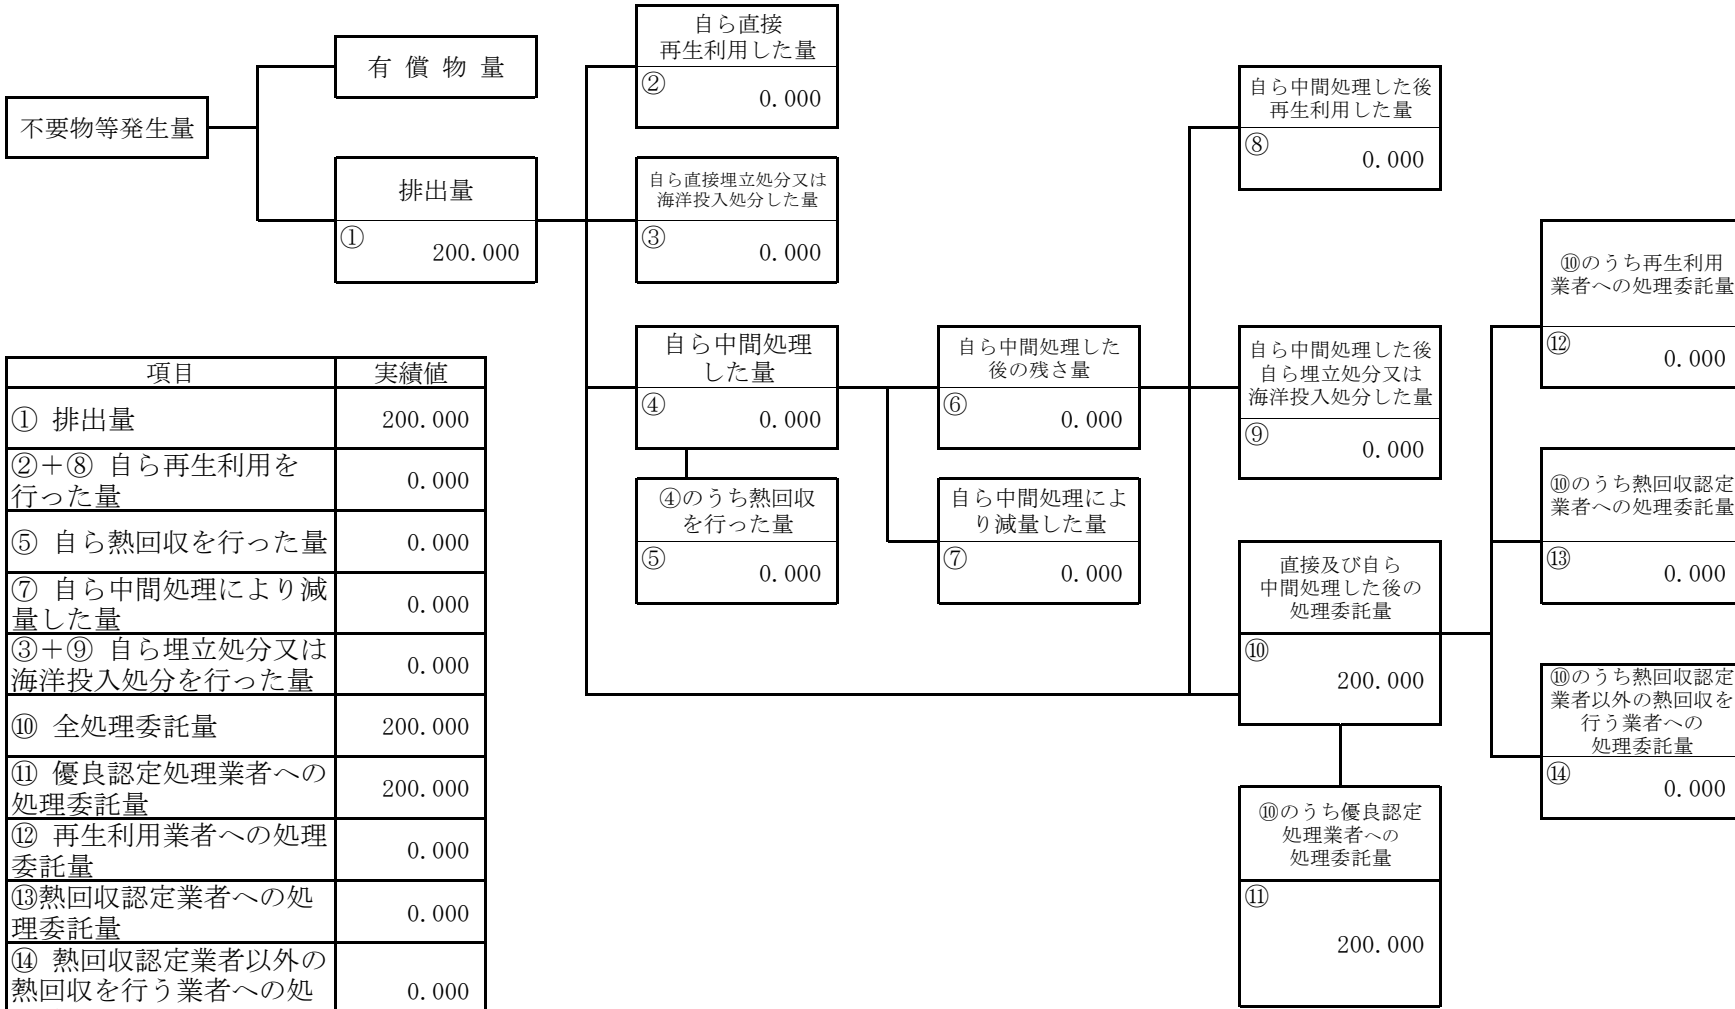 不要物等発生量
有 償 物 量
排出量
①
200.000
自ら直接
再生利用した量
②
0.000
自ら直接埋立処分又は
海洋投入処分した量
③
0.000
自ら中間処理
した量
④
0.000
④のうち熱回収
を行った量
⑤
0.000
自ら中間処理した
後の残さ量
⑥
0.000
自ら中間処理によ
り減量した量
⑦
0.000
自ら中間処理した後
再生利用した量
⑧
0.000
自ら中間処理した後
自ら埋立処分又は
海洋投入処分した量
⑨
0.000
直接及び自ら
中間処理した後の
処理委託量
⑩
200.000
⑩のうち優良認定
処理業者への
処理委託量
⑪
200.000
⑩のうち再生利用
業者への処理委託量
⑫
0.000
⑩のうち熱回収認定
業者への処理委託量
⑬
0.000
⑩のうち熱回収認定
業者以外の熱回収を
行う業者への
処理委託量
⑭
0.000
項目 実績値
① 排出量 200.000
②＋⑧ 自ら再生利用を
行った量 0.000
⑤ 自ら熱回収を行った量 0.000
⑦ 自ら中間処理により減
量した量 0.000
③＋⑨ 自ら埋立処分又は
海洋投入処分を行った量 0.000
⑩ 全処理委託量 200.000
⑪ 優良認定処理業者への
処理委託量 200.000
⑫ 再生利用業者への処理
委託量 0.000
⑬熱回収認定業者への処
理委託量 0.000
⑭ 熱回収認定業者以外の
熱回収を行う業者への処 0.000